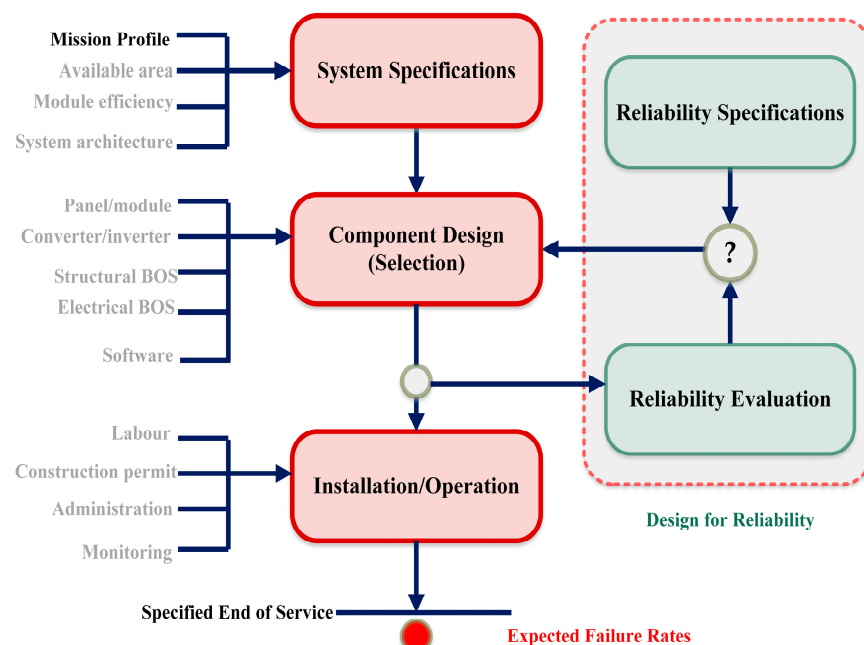 Mission Profile
Available area
Module efficiency
System architecture
System Specifications
Reliability Specifications
Panel/module
Converter/inverter
Structural BOS
Electrical BOS
Software
Component Design
(Selection)
?
Reliability Evaluation
Labour
Construction permit
Administration
Monitoring
Installation/Operation
Design for Reliability
Specified End of Service
Expected Failure Rates